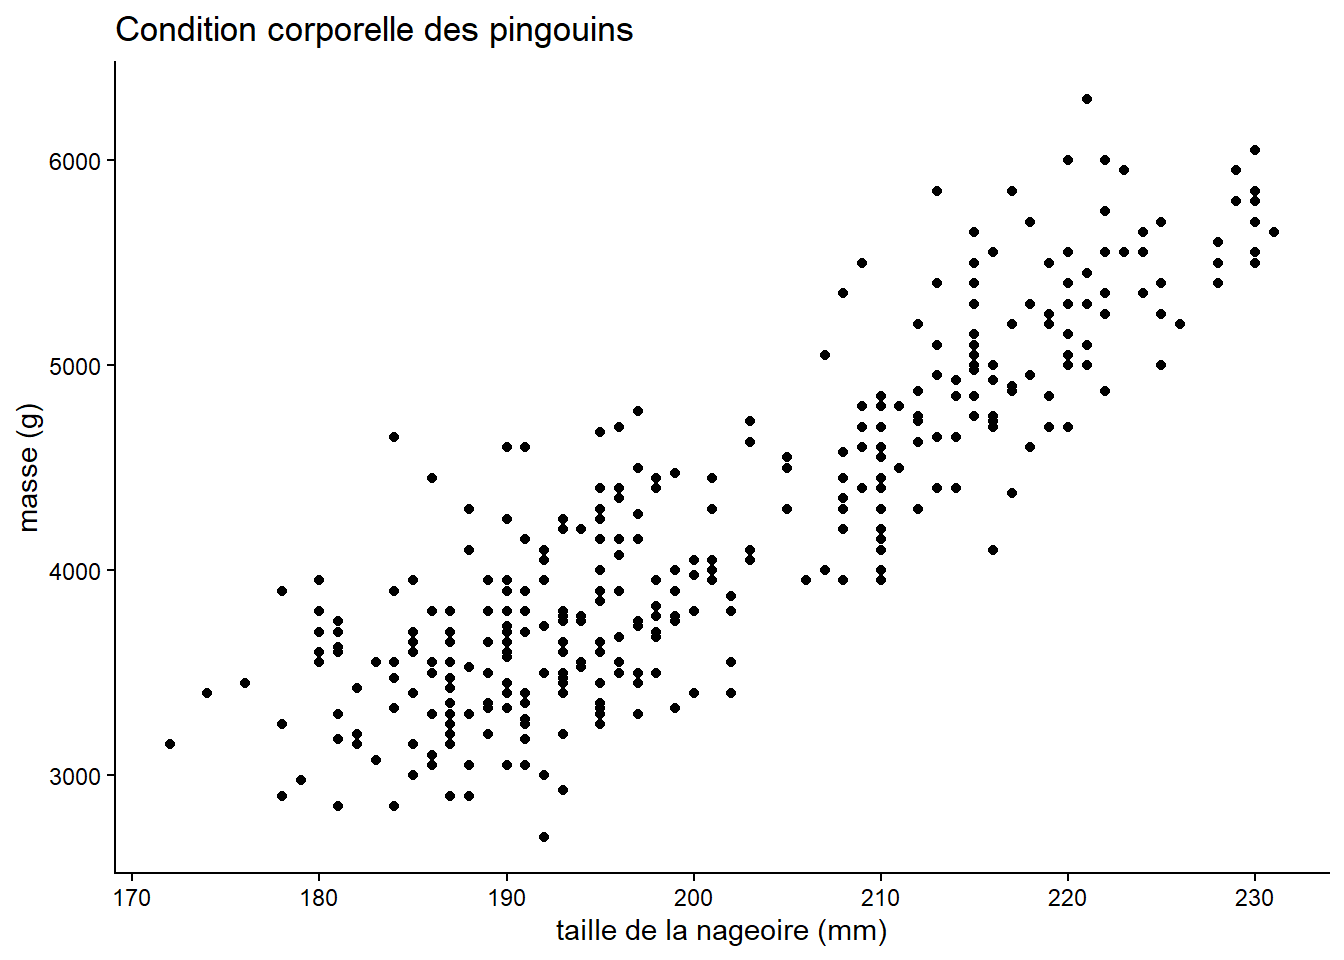 Condition corporelle des pingouins
masse (g)
6000
5000
4000
3000
170 180 190 200 210 220 230
taille de la nageoire (mm)